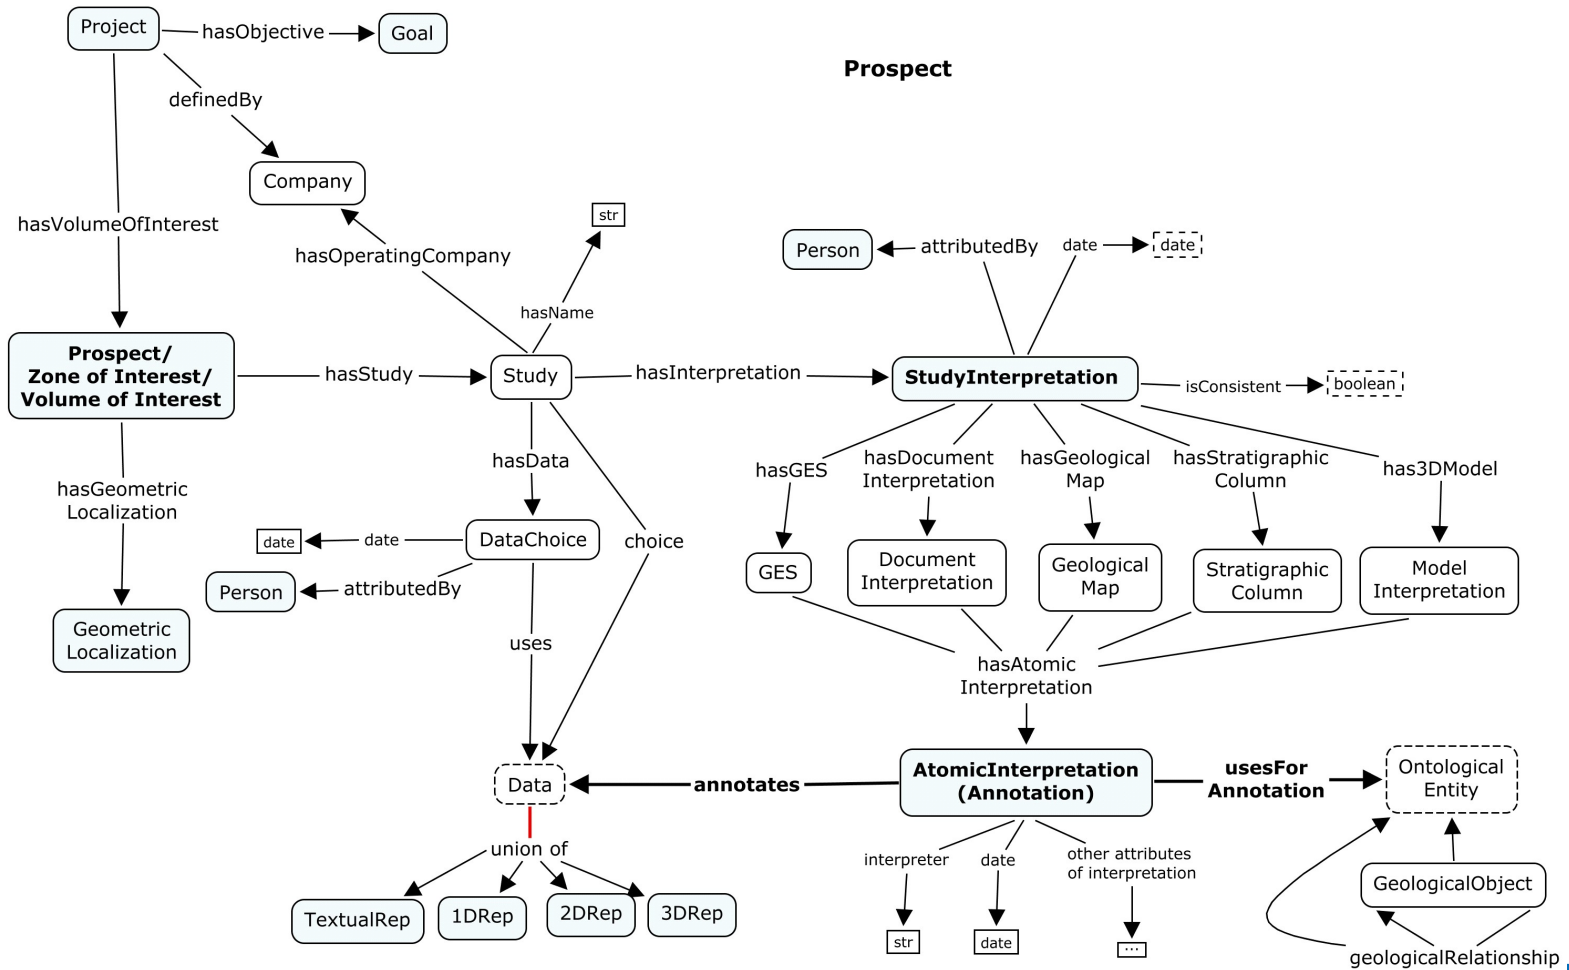 Project
hasObjective
Goal
Prospect
definedBy
Company
hasVolumeOfInterest
str
hasOperatingCompany
Person
attributedBy
date
date
hasName
Prospect/
Zone of Interest/
Volume of Interest
hasStudy
Study
hasInterpretation
StudyInterpretation
isConsistent
boolean
hasData
hasGES
hasDocument
Interpretation
hasGeological
Map
hasStratigraphic
Column
has3DModel
hasGeometric
Localization
date
date
DataChoice
choice
Person
attributedBy
GES
Document
Interpretation
Geological
Map
Stratigraphic
Column
Model
Interpretation
Geometric
Localization
uses
hasAtomic
Interpretation
Data
annotates
AtomicInterpretation
(Annotation)
usesFor
Annotation
Ontological
Entity
union of
interpreter
date
other attributes
of interpretation
GeologicalObject
TextualRep
1DRep
2DRep
3DRep
str
date
...
geologicalRelationship